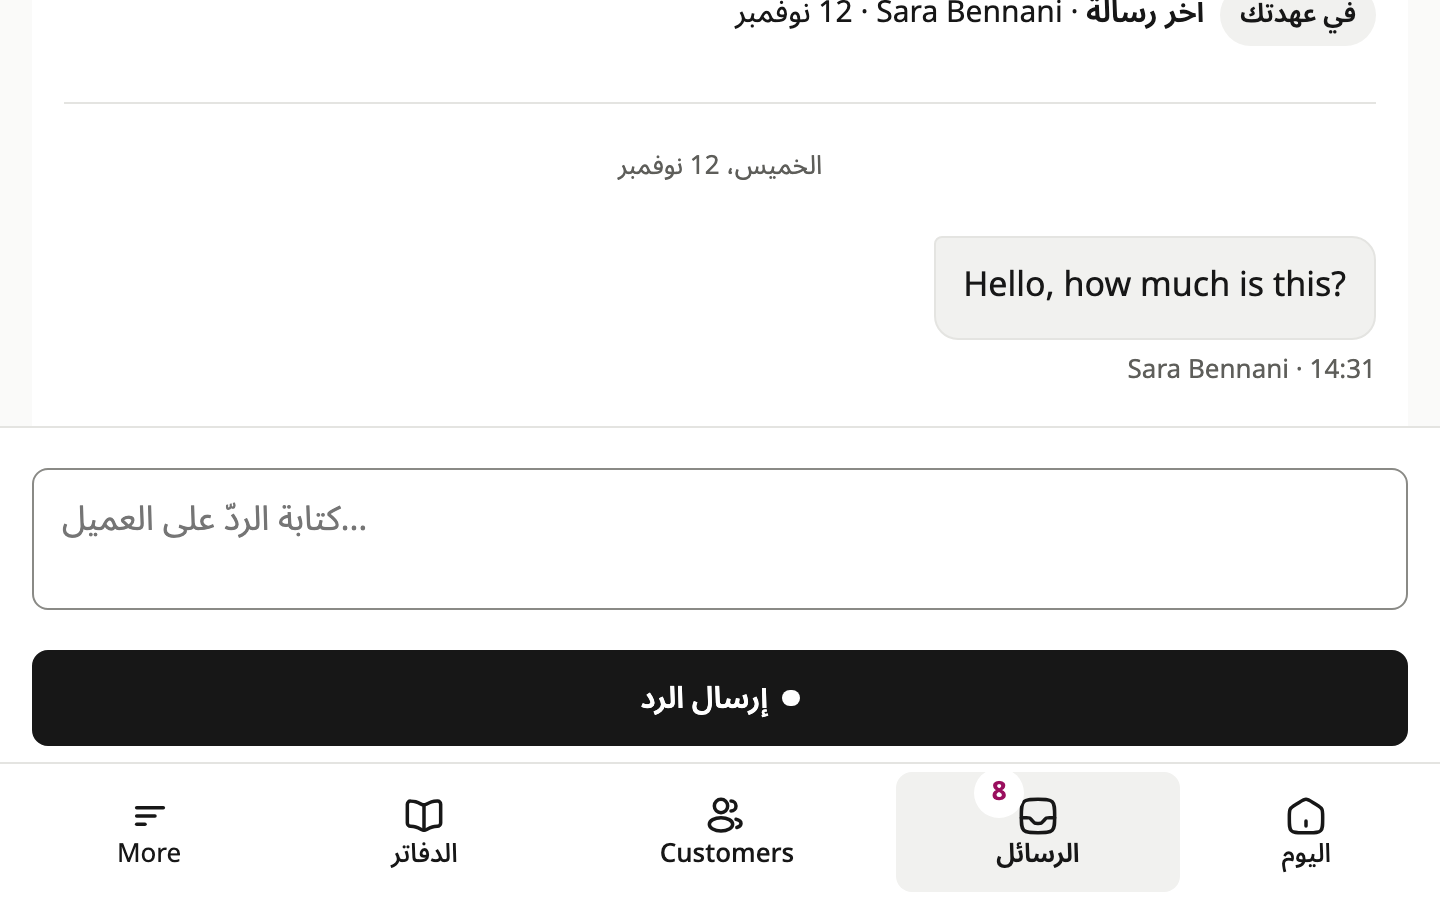 في عهدتك
آخر رسالة · Sara Bennani · 12 نوفمبر
الخميس، 12 نوفمبر
Hello, how much is this?
Sara Bennani · 14:31
كتابة الردّ على العميل...
إرسال الرد
اليوم
8
الرسائل
Customers
الدفاتر
More